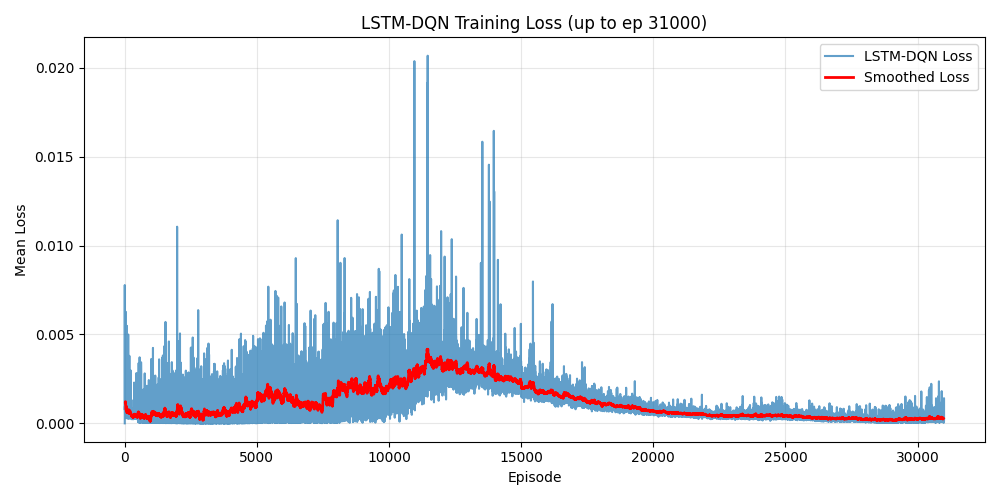 LSTM-DQN Training Loss (up to ep 31000)
LSTM-DQN Loss
Smoothed Loss
Mean Loss
0.020
0.015
0.010
0.005
0.000
0 5000 10000 15000 20000 25000 30000
Episode